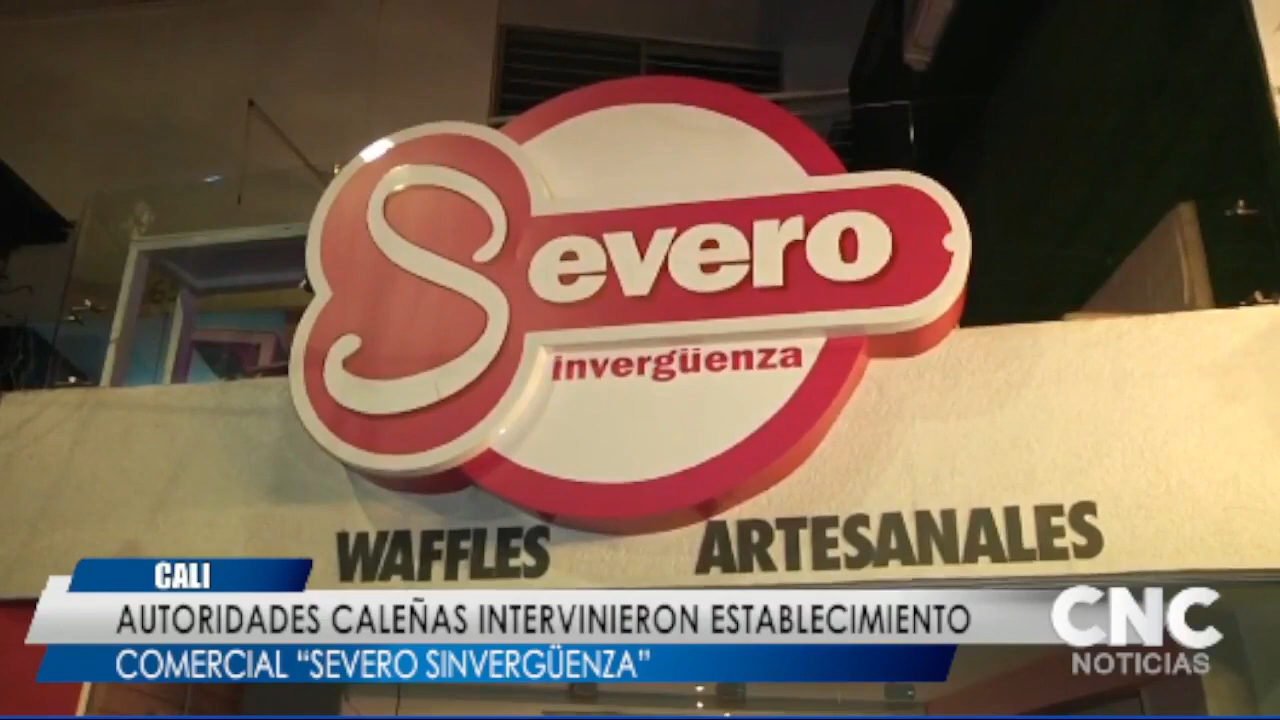 Severo
invergüenza
WAFFLES ARTESANALES
CALI
AUTORIDADES CALEÑAS INTERVINIERON ESTABLECIMIENTO
COMERCIAL “SEVERO SINVERGÜENZA”
CNC
NOTICIAS